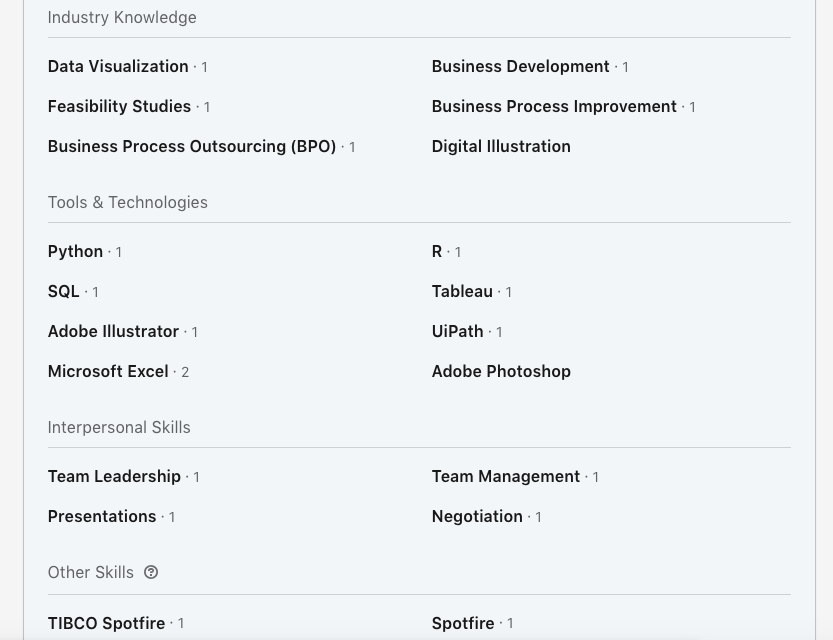 Industry Knowledge
Data Visualization · 1
Business Development · 1
Feasibility Studies · 1
Business Process Improvement · 1
Business Process Outsourcing (BPO) · 1
Digital Illustration
Tools & Technologies
Python · 1
R · 1
SQL · 1
Tableau · 1
Adobe Illustrator · 1
UiPath · 1
Microsoft Excel · 2
Adobe Photoshop
Interpersonal Skills
Team Leadership · 1
Team Management · 1
Presentations · 1
Negotiation · 1
Other Skills ?
TIBCO Spotfire · 1
Spotfire · 1